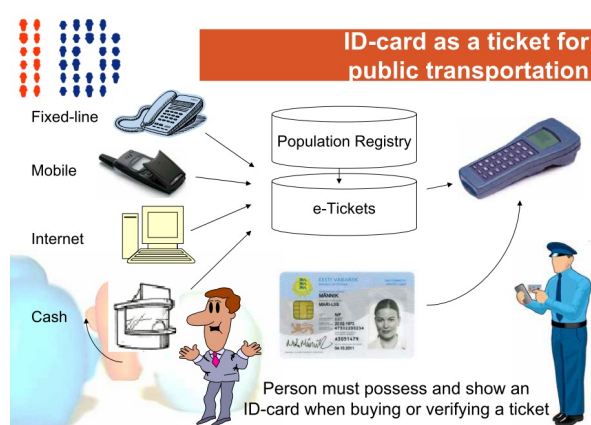 ID
ID-card as a ticket for
public transportation
Fixed-line
Mobile
Internet
Cash
Population Registry
e-Tickets
EESTI VABARIIK
MÄNNIK
MARI-LIIS
Person must possess and show an
ID-card when buying or verifying a ticket